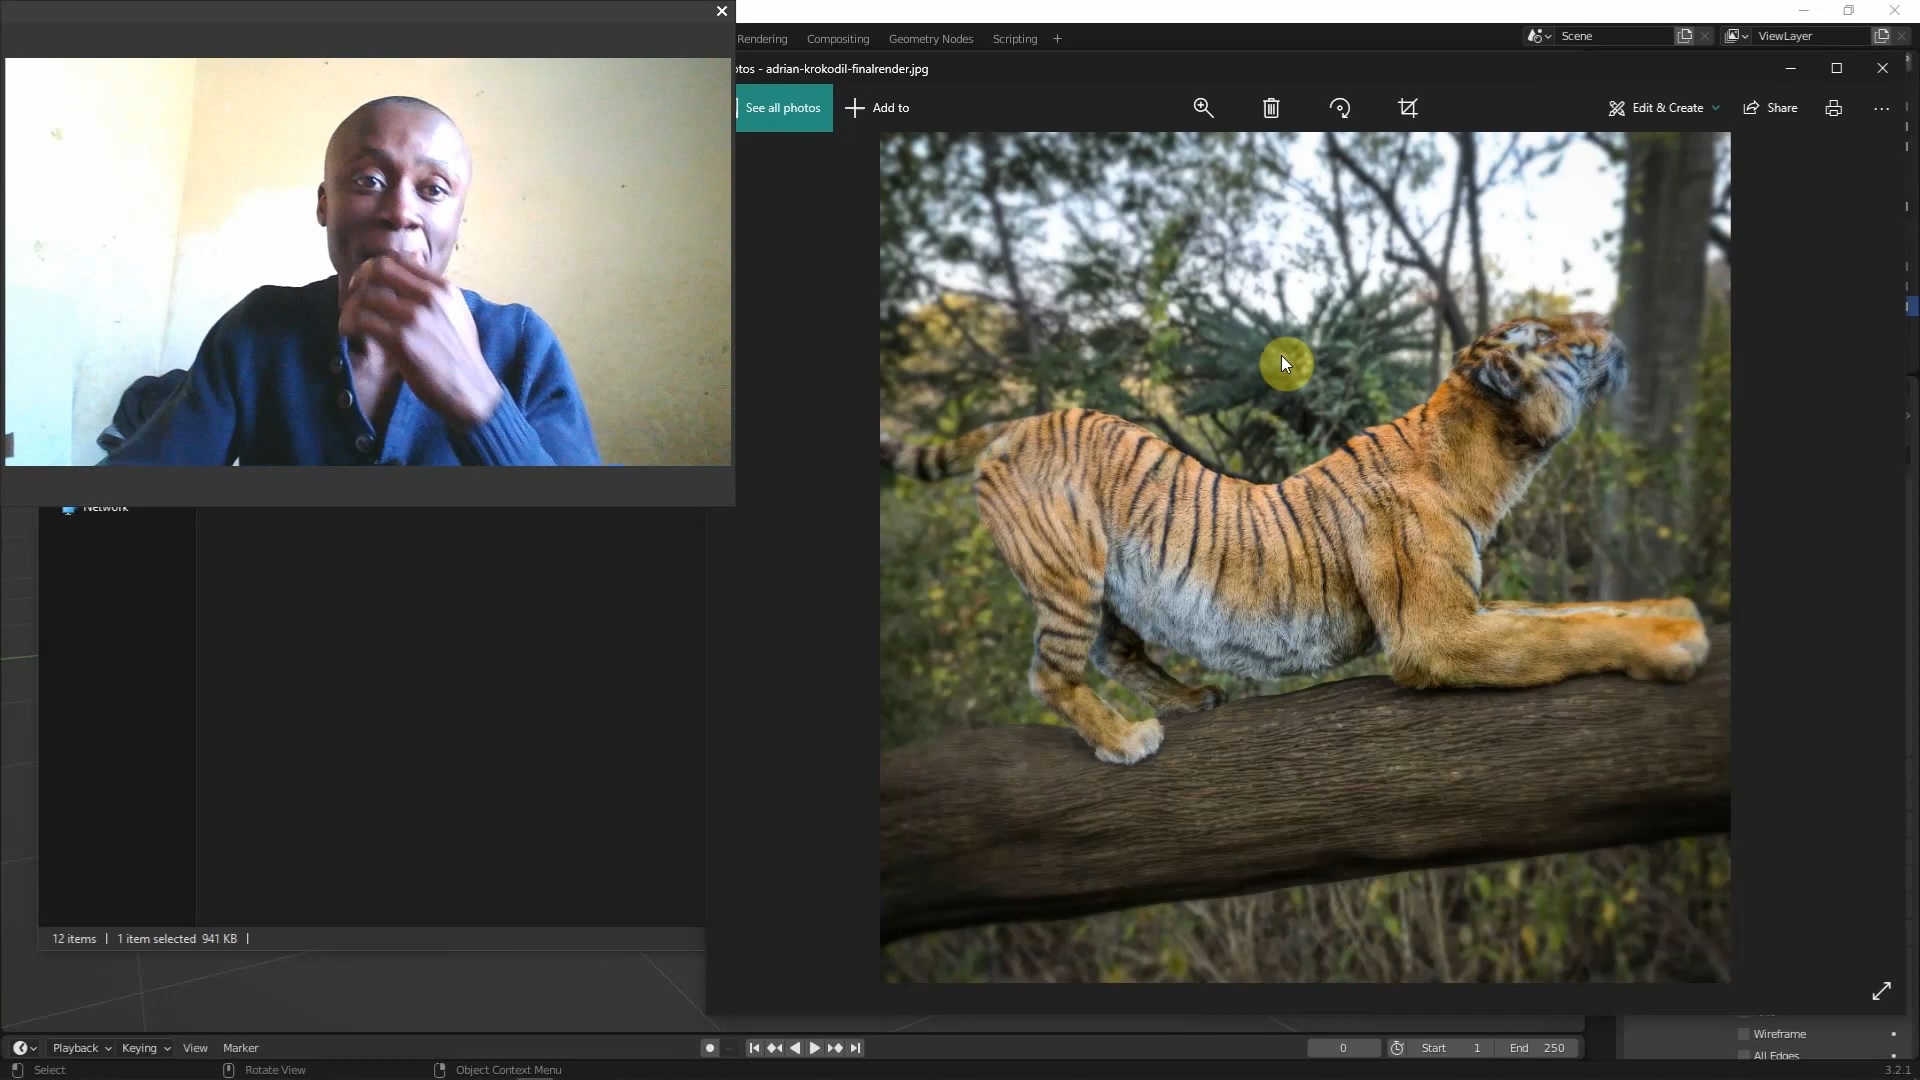 Rendering Compositing Geometry Nodes Scripting +
Scene
ViewLayer
otos - adrian-krokodil-finalrender.jpg
See all photos
Add to
Edit & Create
Share
Network
12 items | 1 item selected 941 KB |
Wireframe
All Edges
Playback Keying View Marker
0
Start 1
End 250
Select
Rotate View
Object Context Menu
3.2.1